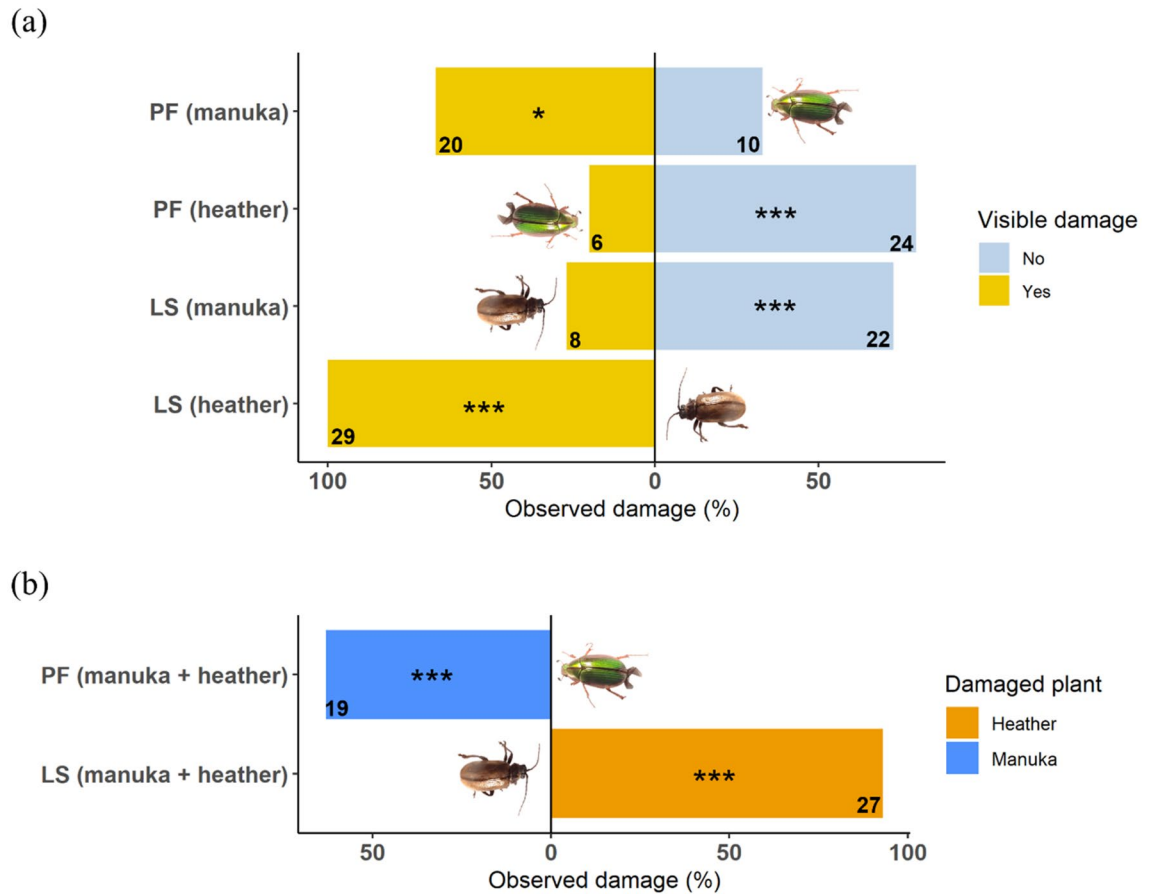 (a)
PF (manuka)
*
20
10
PF (heather)
***
6
24
LS (manuka)
***
8
22
LS (heather)
***
29
100
50
0
50
Observed damage (%)
Visible damage
No
Yes
(b)
PF (manuka + heather)
***
19
LS (manuka + heather)
***
27
50
0
50
100
Observed damage (%)
Damaged plant
Heather
Manuka